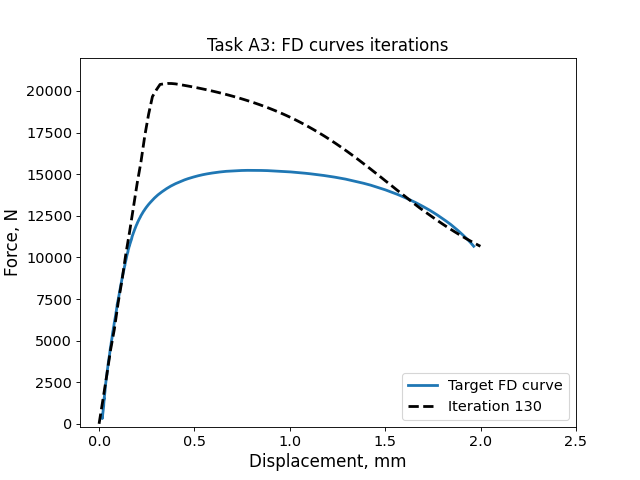 Task A3: FD curves iterations
Force, N
20000
17500
15000
12500
10000
7500
5000
2500
0
Target FD curve
Iteration 130
0.0 0.5 1.0 1.5 2.0 2.5
Displacement, mm